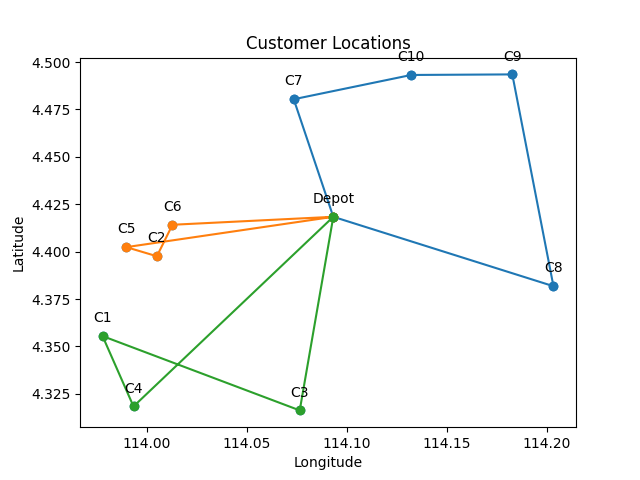 Customer Locations
C10
C9
4.500
C7
4.475
4.450
Depot
4.425
C6
C5
C2
4.400
C8
4.375
4.350
C1
4.325
C4
C3
114.00
114.05
114.10
114.15
114.20
Longitude
Latitude